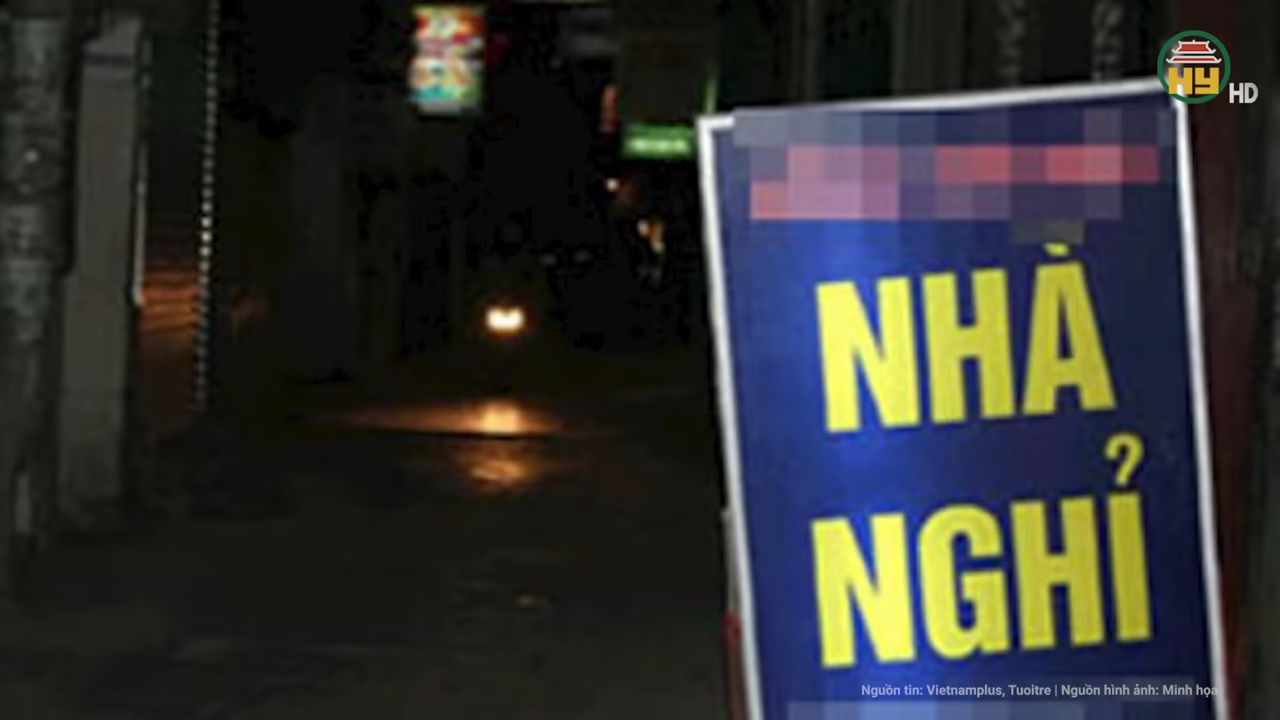 HY HD
NHÀ
NGHỈ
Nguồn tin: Vietnamplus, Tuoitre | Nguồn hình ảnh: Minh họa